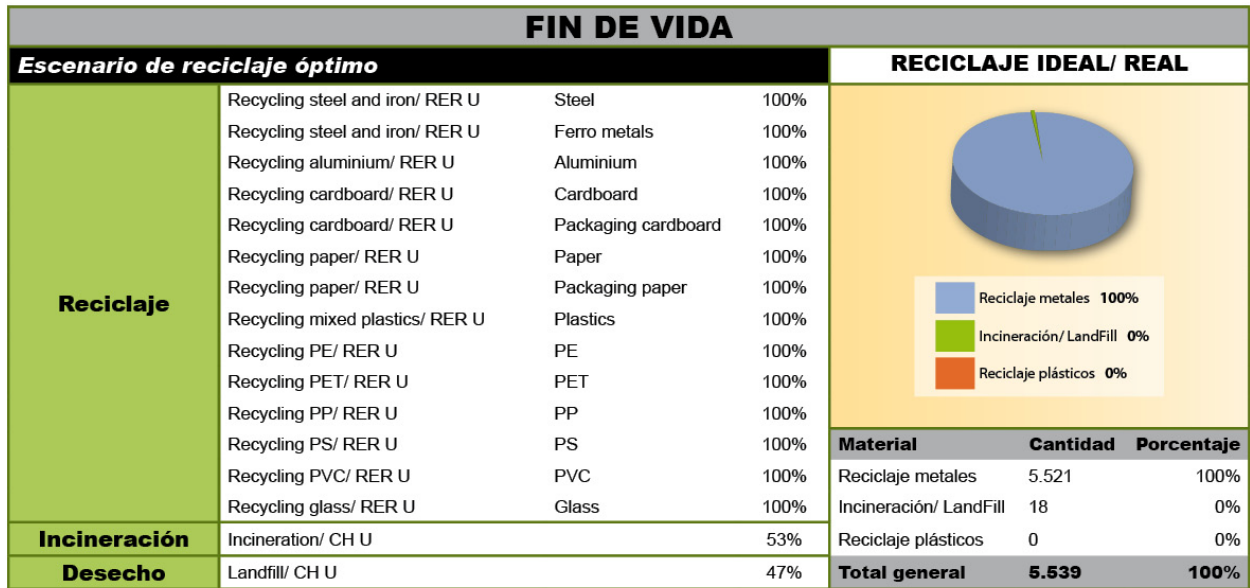 FIN DE VIDA
Escenario de reciclaje óptimo
Reciclaje
Recycling steel and iron/ RER U Steel 100%
Recycling steel and iron/ RER U Ferro metals 100%
Recycling aluminium/ RER U Aluminium 100%
Recycling cardboard/ RER U Cardboard 100%
Recycling cardboard/ RER U Packaging cardboard 100%
Recycling paper/ RER U Paper 100%
Recycling paper/ RER U Packaging paper 100%
Recycling mixed plastics/ RER U Plastics 100%
Recycling PE/ RER U PE 100%
Recycling PET/ RER U PET 100%
Recycling PP/ RER U PP 100%
Recycling PS/ RER U PS 100%
Recycling PVC/ RER U PVC 100%
Recycling glass/ RER U Glass 100%
Incineración Incineration/ CH U 53%
Desecho Landfill/ CH U 47%
RECICLAJE IDEAL/ REAL
Reciclaje metales 100%
Incineración/ LandFill 0%
Reciclaje plásticos 0%
Material Cantidad Porcentaje
Reciclaje metales 5.521 100%
Incineración/ LandFill 18 0%
Reciclaje plásticos 0 0%
Total general 5.539 100%